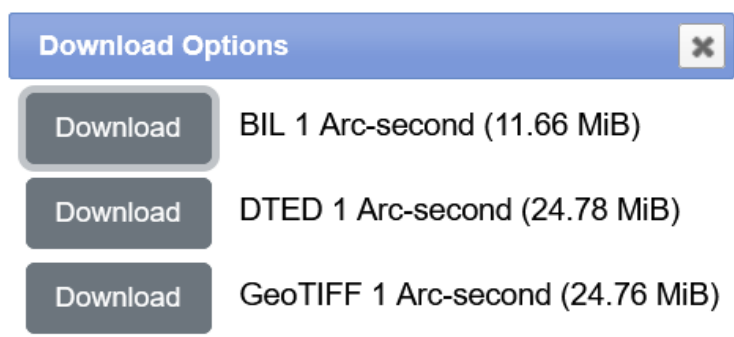 Download Options
Download BIL 1 Arc-second (11.66 MiB)
Download DTED 1 Arc-second (24.78 MiB)
Download GeoTIFF 1 Arc-second (24.76 MiB)